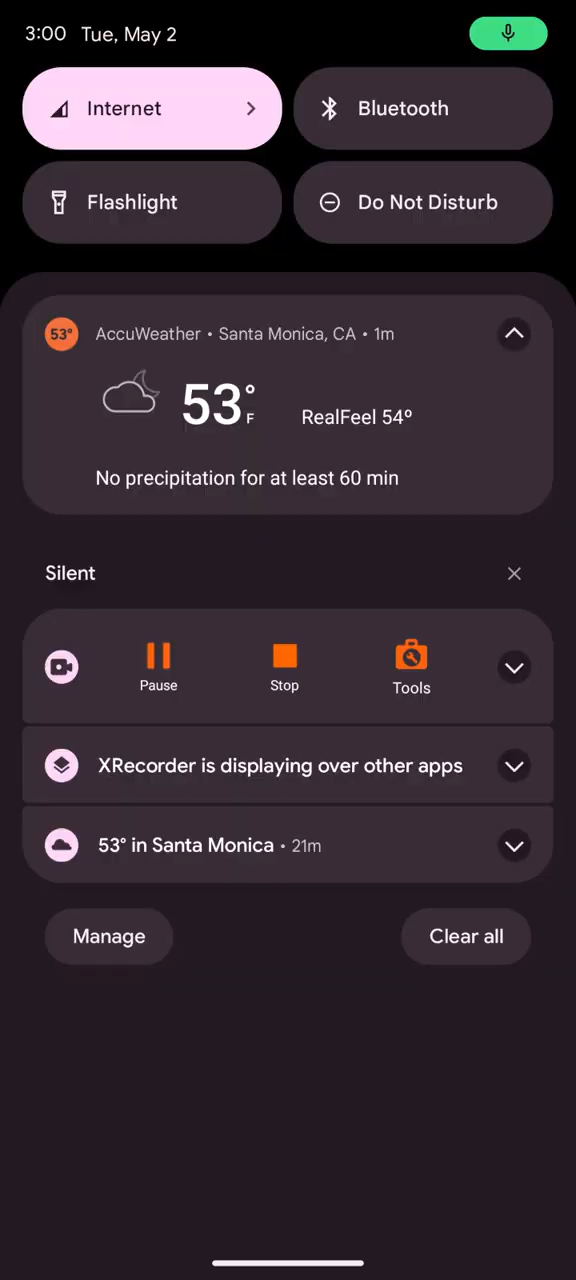 3:00 Tue, May 2
Internet
Bluetooth
Flashlight
Do Not Disturb
53° AccuWeather • Santa Monica, CA • 1m
53°F RealFeel 54°
No precipitation for at least 60 min
Silent
Pause
Stop
Tools
XRecorder is displaying over other apps
53° in Santa Monica • 21m
Manage
Clear all